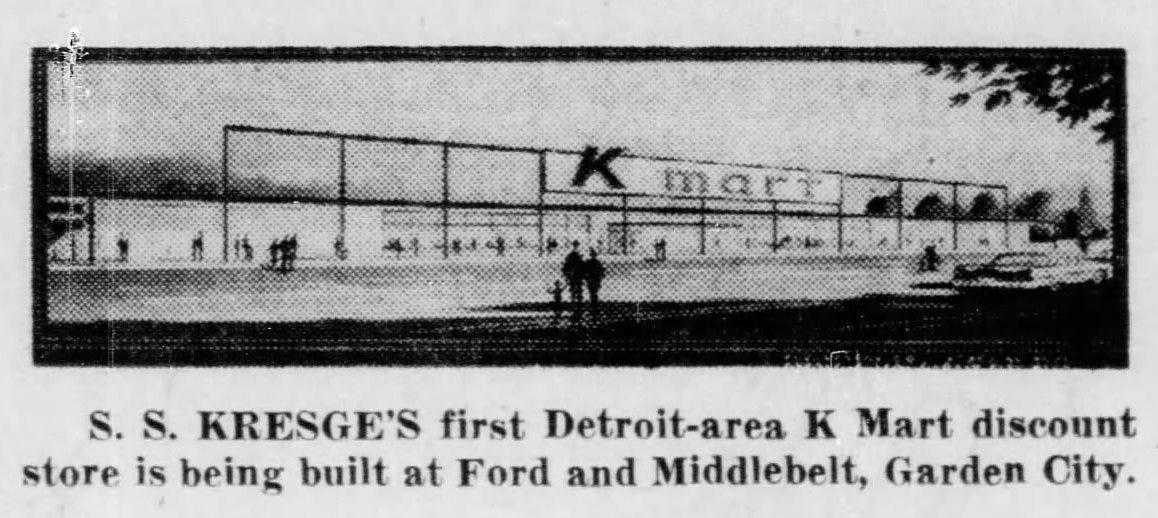 K mart
S. S. KRESGE'S first Detroit-area K Mart discount
store is being built at Ford and Middlebelt, Garden City.